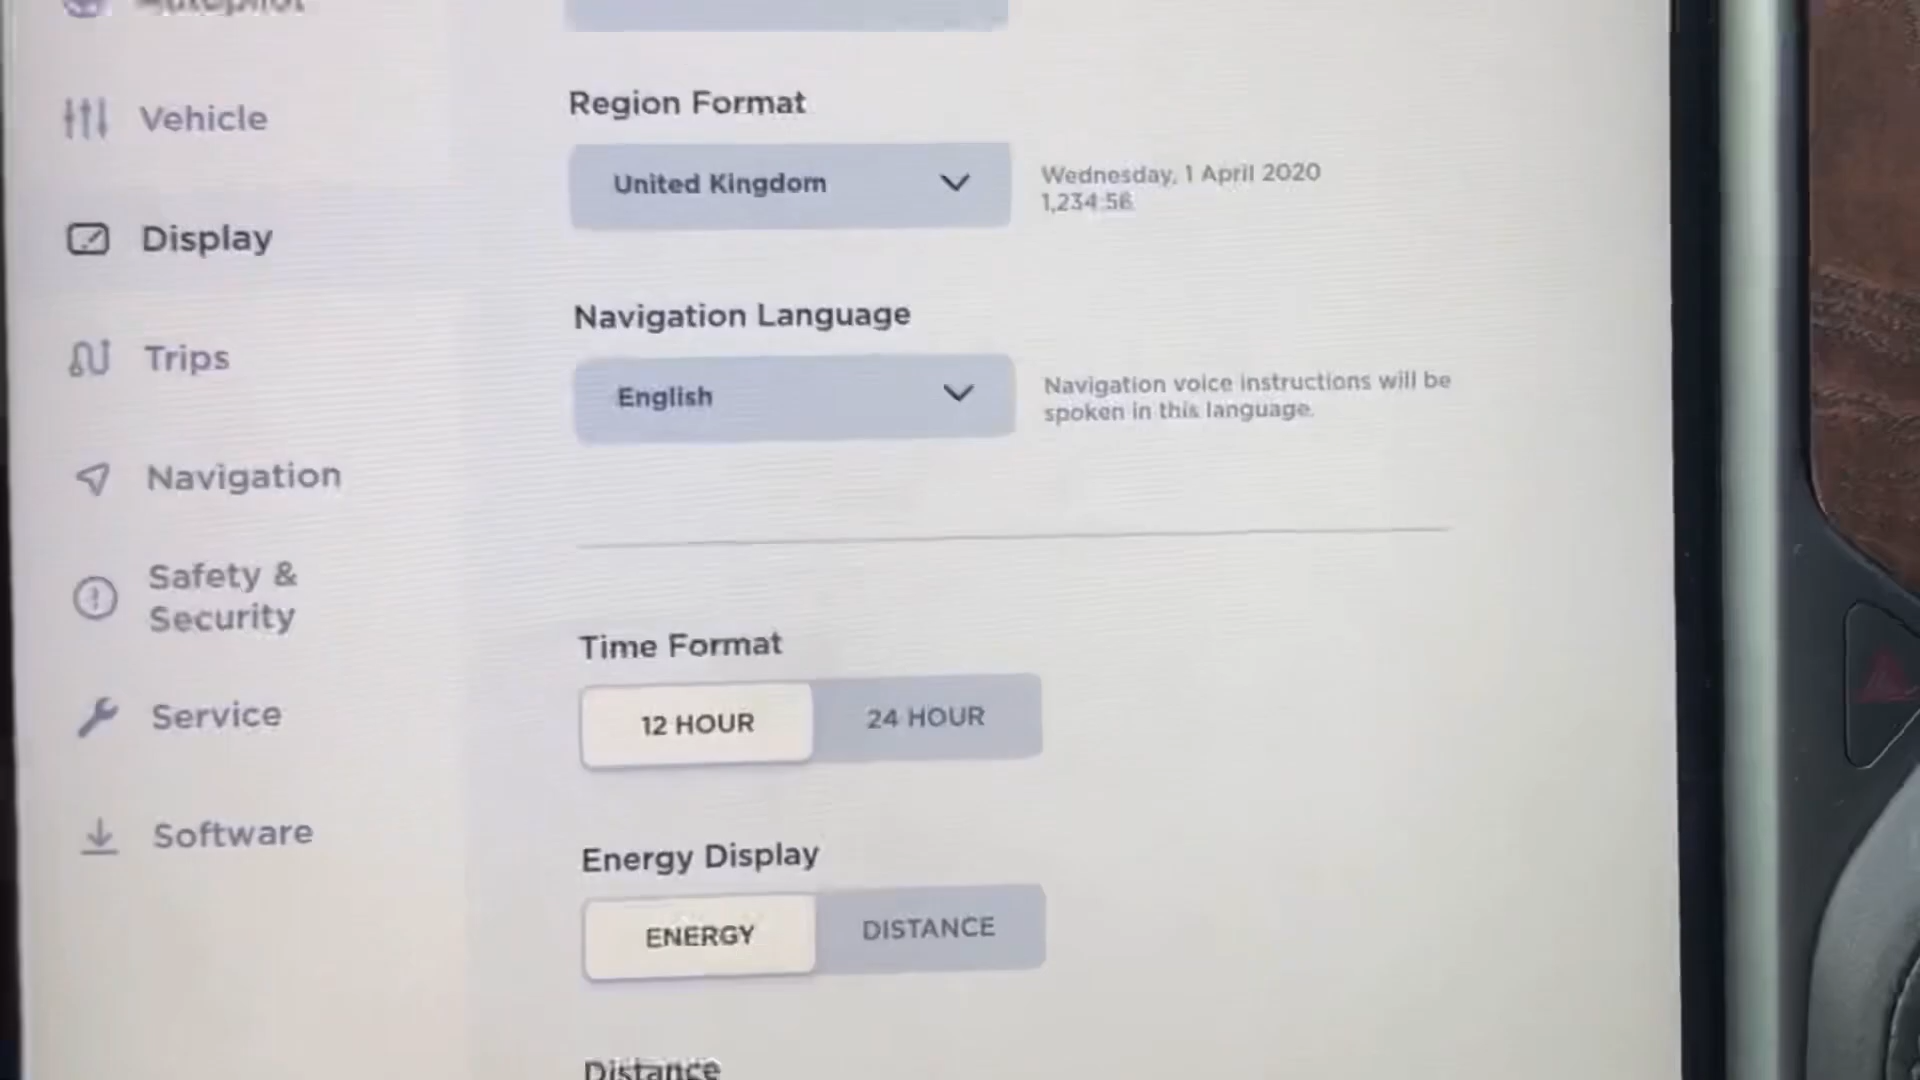 Autopilot
Vehicle
Display
Trips
Navigation
Safety &
Security
Service
Software
Region Format
United Kingdom
Wednesday, 1 April 2020
1,234.56
Navigation Language
English
Navigation voice instructions will be
spoken in this language.
Time Format
12 HOUR
24 HOUR
Energy Display
ENERGY
DISTANCE
Distance